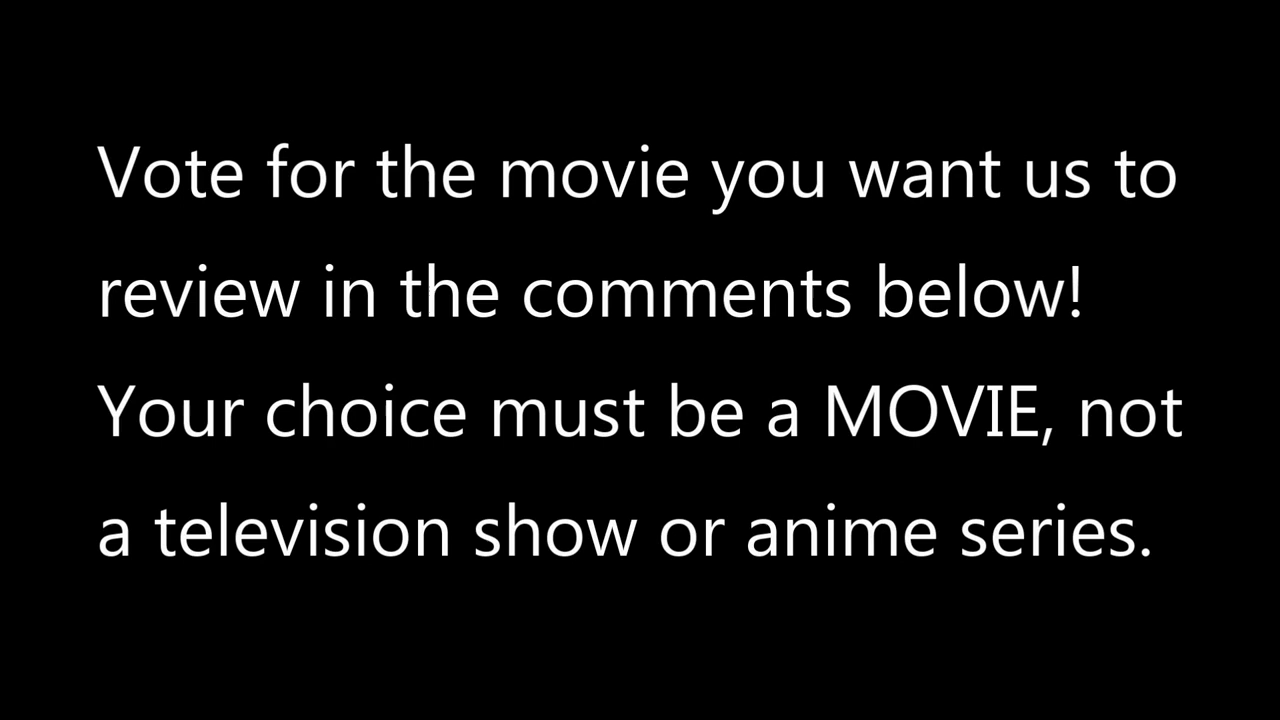 Vote for the movie you want us to
review in the comments below!
Your choice must be a MOVIE, not
a television show or anime series.